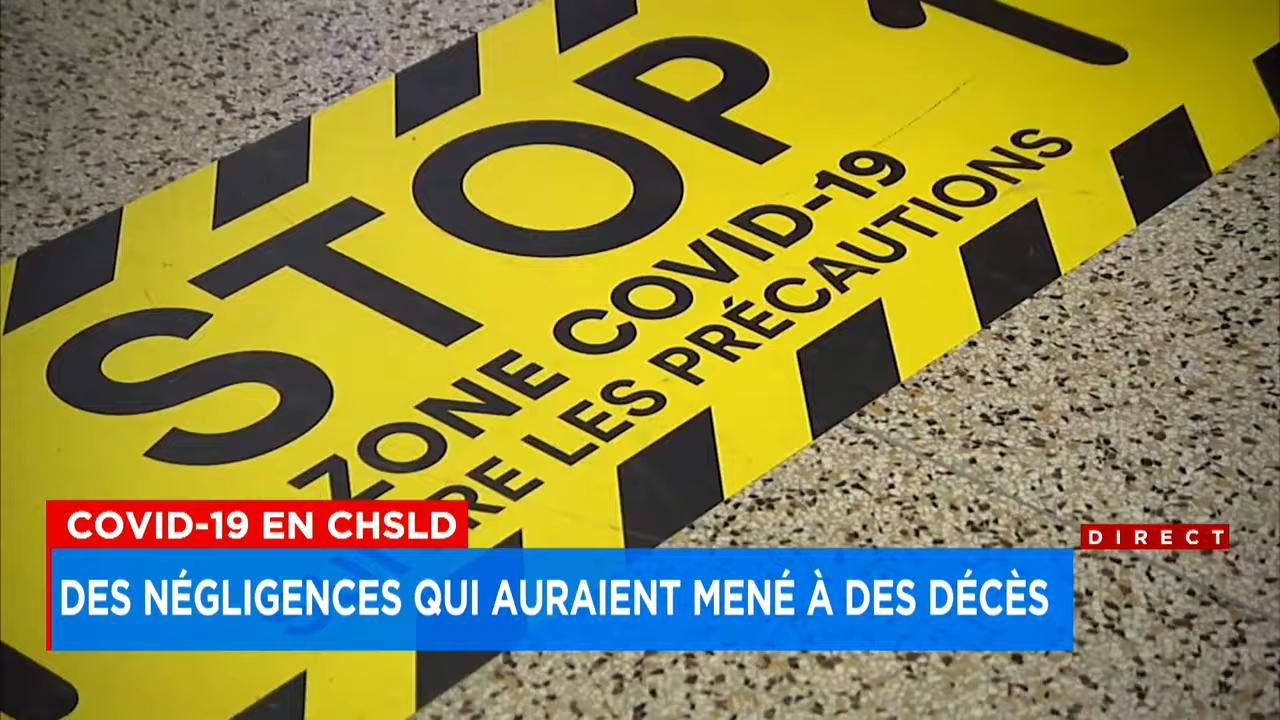 STOP
ZONE COVID-19
LES PRÉCAUTIONS
COVID-19 EN CHSLD
DIRECT
DES NÉGLIGENCES QUI AURAIENT MENÉ À DES DÉCÈS